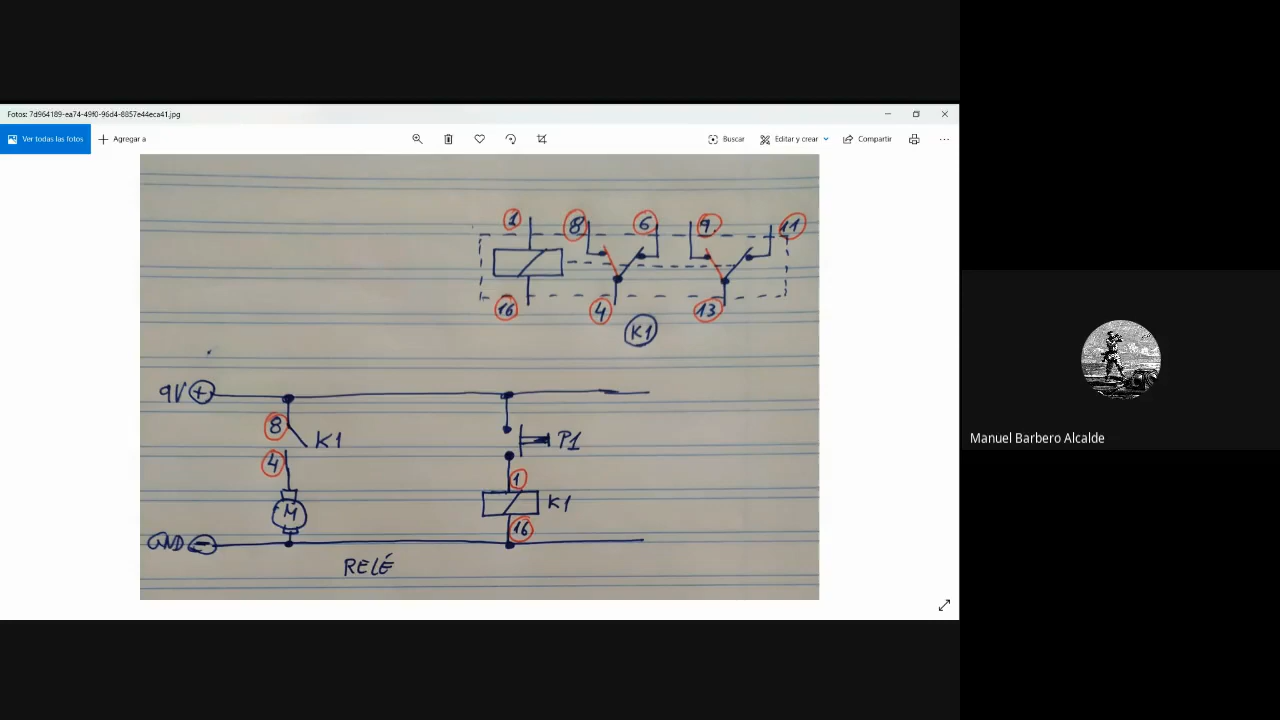 Fotos: 7d964189-ea74-49f0-96d4-8857e44eca41.jpg
Ver todas las fotos
Agregar a
Buscar
Editar y crear
Compartir
1 8 6 9 11
16 4 13
K1
9V +
8 K1 P1
4
1
M K1
16
GND -
RELÉ
Manuel Barbero Alcalde